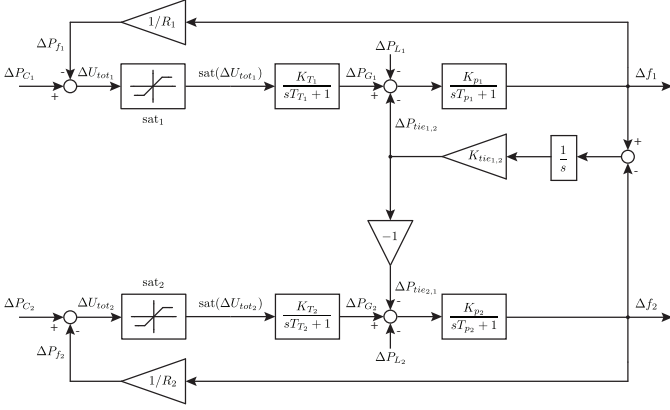 1/R_1
ΔP_{f_1}
ΔP_{L_1}
ΔP_{C_1} ΔU_{tot_1} sat(ΔU_{tot_1}) K_{T_1} / sT_{T_1} + 1 ΔP_{G_1} K_{p_1} / sT_{p_1} + 1 Δf_1
- + + - -
sat_1
ΔP_{tie_{1,2}}
K_{tie_{1,2}} 1/s + -
−1
sat_2
ΔP_{tie_{2,1}}
ΔP_{C_2} ΔU_{tot_2} sat(ΔU_{tot_2}) K_{T_2} / sT_{T_2} + 1 ΔP_{G_2} K_{p_2} / sT_{p_2} + 1 Δf_2
+ - + - -
ΔP_{f_2}
ΔP_{L_2}
1/R_2